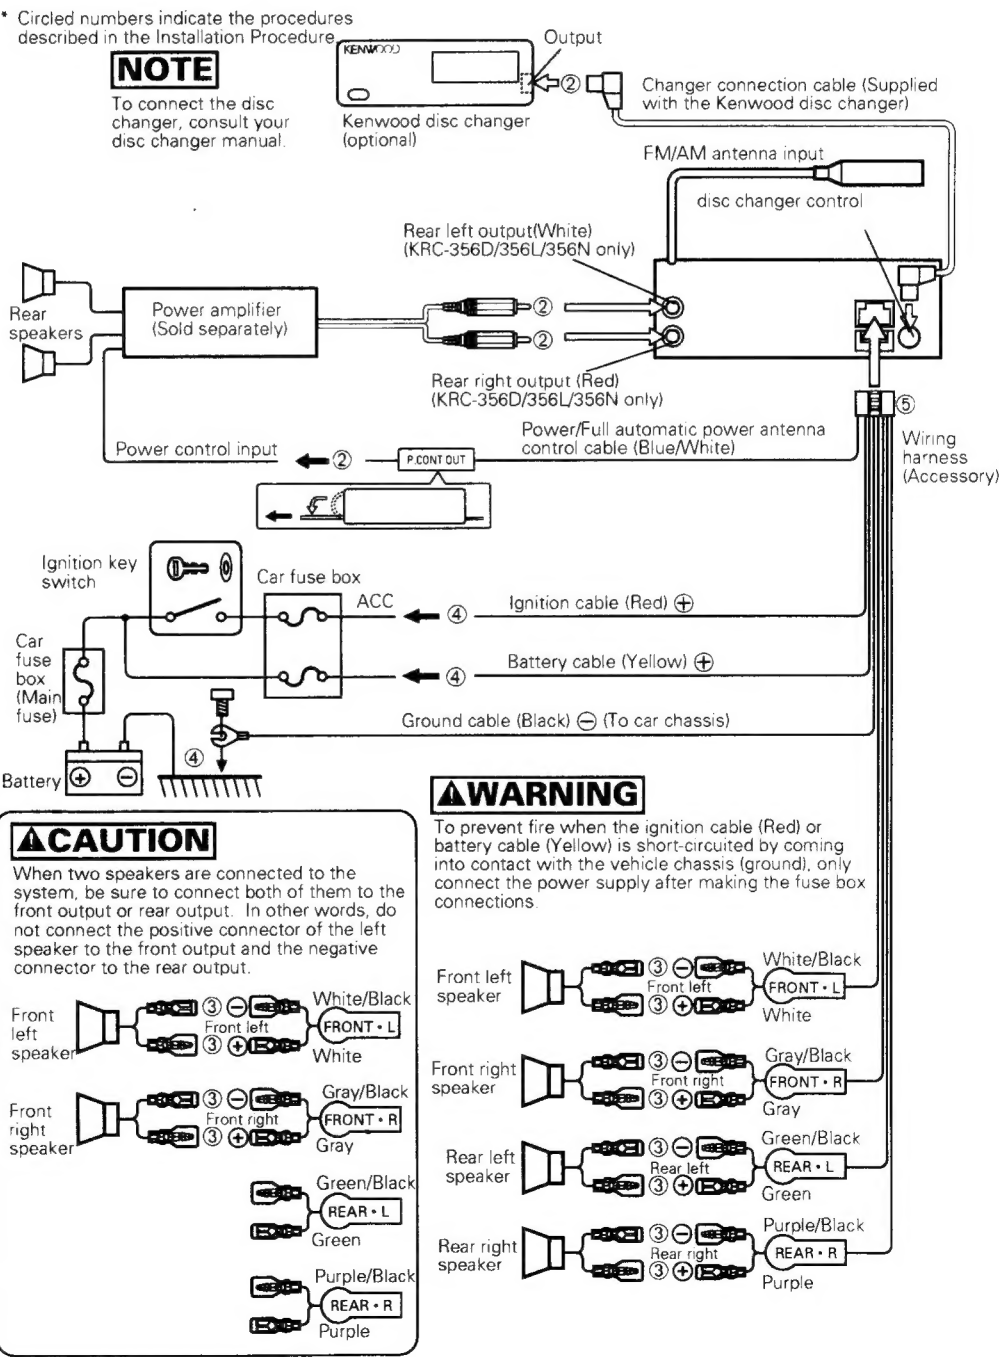 * Circled numbers indicate the procedures
described in the Installation Procedure.
NOTE
To connect the disc
changer, consult your
disc changer manual.
KENWOOD
Output
②
Kenwood disc changer
(optional)
Changer connection cable (Supplied
with the Kenwood disc changer)
FM/AM antenna input
disc changer control
Rear left output(White)
(KRC-356D/356L/356N only)
Rear
speakers
Power amplifier
(Sold separately)
②
②
Rear right output (Red)
(KRC-356D/356L/356N only)
⑤
Wiring
harness
(Accessory)
Power/Full automatic power antenna
control cable (Blue/White)
Power control input
②
P.CONT OUT
Ignition key
switch
Car fuse box
ACC
④
Ignition cable (Red) ⊕
Car
fuse
box
(Main
fuse)
④
Battery cable (Yellow) ⊕
Ground cable (Black) ⊖ (To car chassis)
④
Battery
⊕
⊖
⚠CAUTION
When two speakers are connected to the
system, be sure to connect both of them to the
front output or rear output. In other words, do
not connect the positive connector of the left
speaker to the front output and the negative
connector to the rear output.
Front
left
speaker
③ ⊖
Front left
③ ⊕
White/Black
FRONT • L
White
Front
right
speaker
③ ⊖
Front right
③ ⊕
Gray/Black
FRONT • R
Gray
Green/Black
REAR • L
Green
Purple/Black
REAR • R
Purple
⚠WARNING
To prevent fire when the ignition cable (Red) or
battery cable (Yellow) is short-circuited by coming
into contact with the vehicle chassis (ground), only
connect the power supply after making the fuse box
connections.
Front left
speaker
③ ⊖
Front left
③ ⊕
White/Black
FRONT • L
White
Front right
speaker
③ ⊖
Front right
③ ⊕
Gray/Black
FRONT • R
Gray
Rear left
speaker
③ ⊖
Rear left
③ ⊕
Green/Black
REAR • L
Green
Rear right
speaker
③ ⊖
Rear right
③ ⊕
Purple/Black
REAR • R
Purple